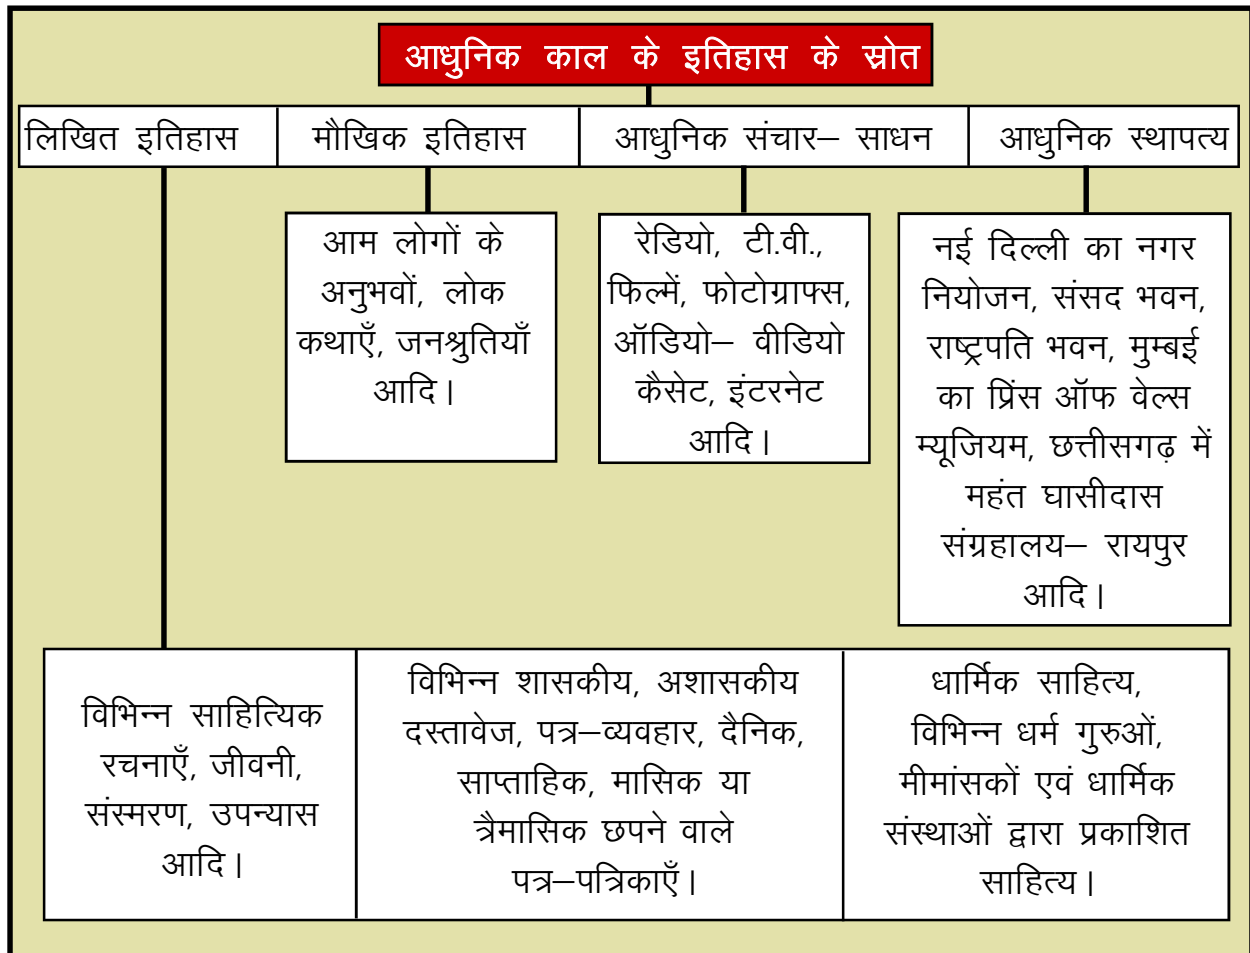 आधुनिक काल के इतिहास के स्रोत
लिखित इतिहास
मौखिक इतिहास
आधुनिक संचार– साधन
आधुनिक स्थापत्य
आम लोगों के
अनुभवों, लोक
कथाएँ, जनश्रुतियाँ
आदि।
रेडियो, टी.वी.,
फिल्में, फोटोग्राफ्स,
ऑडियो– वीडियो
कैसेट, इंटरनेट
आदि।
नई दिल्ली का नगर
नियोजन, संसद भवन,
राष्ट्रपति भवन, मुम्बई
का प्रिंस ऑफ वेल्स
म्यूजियम, छत्तीसगढ़ में
महंत घासीदास
संग्रहालय– रायपुर
आदि।
विभिन्न साहित्यिक
रचनाएँ, जीवनी,
संस्मरण, उपन्यास
आदि।
विभिन्न शासकीय, अशासकीय
दस्तावेज, पत्र–व्यवहार, दैनिक,
साप्ताहिक, मासिक या
त्रैमासिक छपने वाले
पत्र–पत्रिकाएँ।
धार्मिक साहित्य,
विभिन्न धर्म गुरुओं,
मीमांसकों एवं धार्मिक
संस्थाओं द्वारा प्रकाशित
साहित्य।